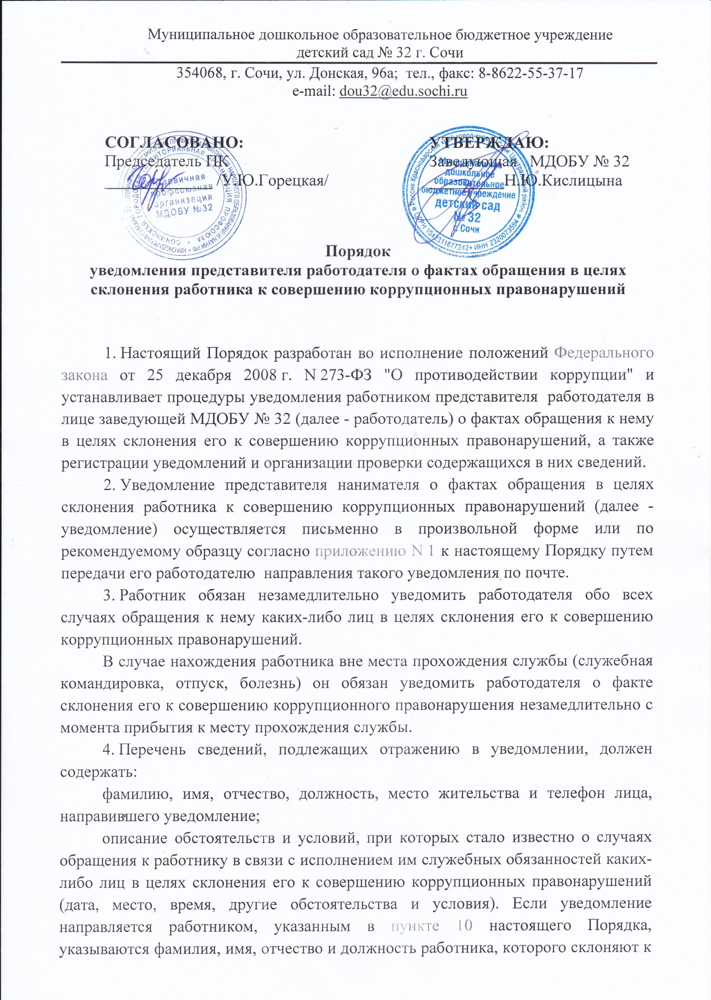 Муниципальное дошкольное образовательное бюджетное учреждение
детский сад № 32 г. Сочи
354068, г. Сочи, ул. Донская, 96а;  тел., факс: 8-8622-55-37-17
e-mail: dou32@edu.sochi.ru
СОГЛАСОВАНО:
Председатель ПК
/У.Ю.Горецкая/
первичная
профсоюзная
организация
МДОБУ №32
УТВЕРЖДАЮ:
Заведующая   МДОБУ № 32
Н.Ю.Кислицына
Муниципальное
дошкольное
образовательное
бюджетное учреждение
детский сад
№ 32
г. Сочи
ОГРН 1042311677242 • ИНН 2320073594
Порядок
уведомления представителя работодателя о фактах обращения в целях
склонения работника к совершению коррупционных правонарушений
1. Настоящий Порядок разработан во исполнение положений Федерального
закона от 25 декабря 2008 г. N 273-ФЗ "О противодействии коррупции" и
устанавливает процедуры уведомления работником представителя  работодателя в
лице заведующей МДОБУ № 32 (далее - работодатель) о фактах обращения к нему
в целях склонения его к совершению коррупционных правонарушений, а также
регистрации уведомлений и организации проверки содержащихся в них сведений.
2. Уведомление представителя нанимателя о фактах обращения в целях
склонения работника к совершению коррупционных правонарушений (далее -
уведомление) осуществляется письменно в произвольной форме или по
рекомендуемому образцу согласно приложению N 1 к настоящему Порядку путем
передачи его работодателю  направления такого уведомления по почте.
3. Работник обязан незамедлительно уведомить работодателя обо всех
случаях обращения к нему каких-либо лиц в целях склонения его к совершению
коррупционных правонарушений.
В случае нахождения работника вне места прохождения службы (служебная
командировка, отпуск, болезнь) он обязан уведомить работодателя о факте
склонения его к совершению коррупционного правонарушения незамедлительно с
момента прибытия к месту прохождения службы.
4. Перечень сведений, подлежащих отражению в уведомлении, должен
содержать:
фамилию, имя, отчество, должность, место жительства и телефон лица,
направившего уведомление;
описание обстоятельств и условий, при которых стало известно о случаях
обращения к работнику в связи с исполнением им служебных обязанностей каких-
либо лиц в целях склонения его к совершению коррупционных правонарушений
(дата, место, время, другие обстоятельства и условия). Если уведомление
направляется работником, указанным в пункте 10 настоящего Порядка,
указываются фамилия, имя, отчество и должность работника, которого склоняют к